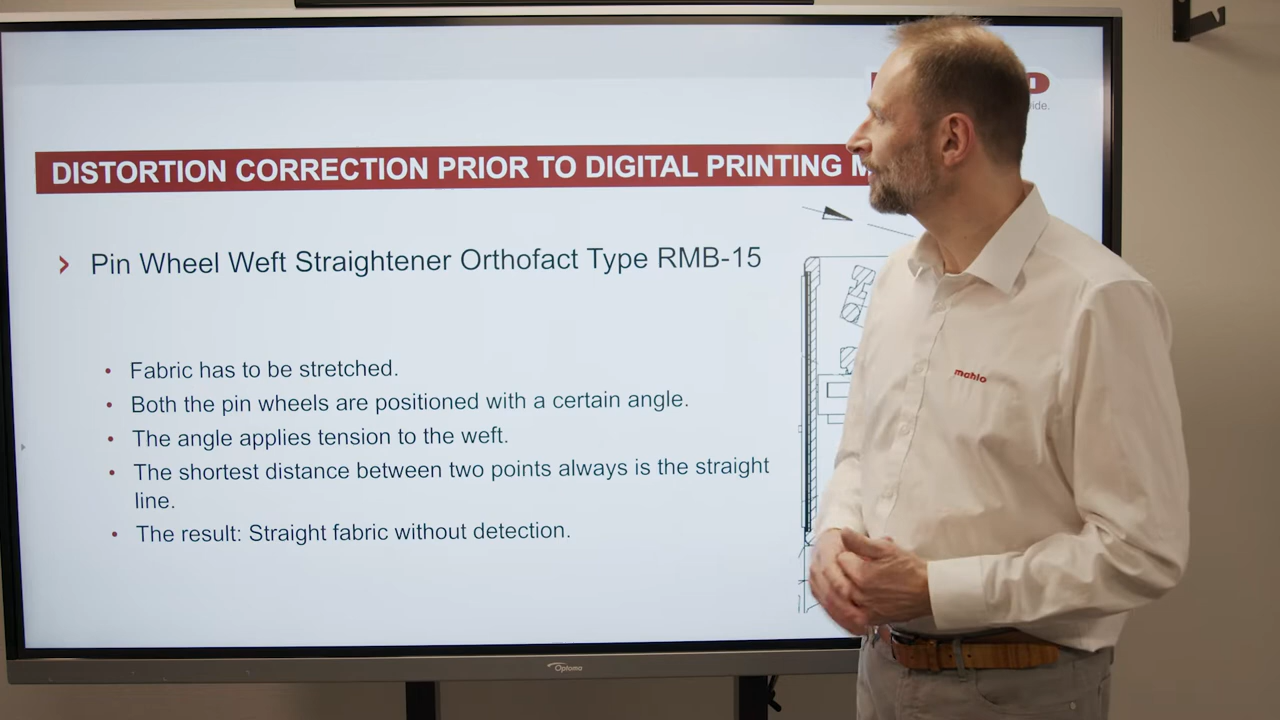 DISTORTION CORRECTION PRIOR TO DIGITAL PRINTING
Pin Wheel Weft Straightener Orthofact Type RMB-15
Fabric has to be stretched.
Both the pin wheels are positioned with a certain angle.
The angle applies tension to the weft.
The shortest distance between two points always is the straight
line.
The result: Straight fabric without detection.
mahlo
Optoma